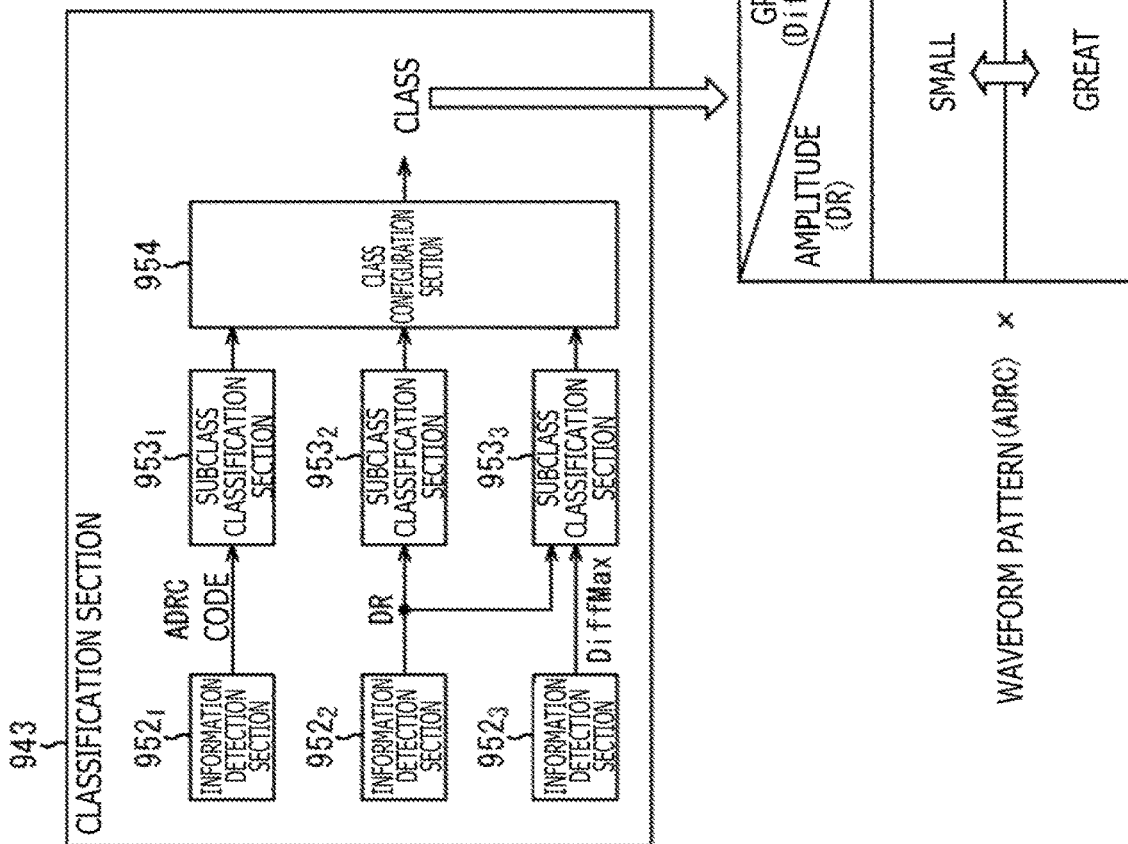 943
CLASSIFICATION SECTION
952₁
INFORMATION
DETECTION
SECTION
ADRC
CODE
953₁
SUBCLASS
CLASSIFICATION
SECTION
952₂
INFORMATION
DETECTION
SECTION
DR
953₂
SUBCLASS
CLASSIFICATION
SECTION
952₃
INFORMATION
DETECTION
SECTION
DiffMax
953₃
SUBCLASS
CLASSIFICATION
SECTION
954
CLASS
CONFIGURATION
SECTION
CLASS
WAVEFORM PATTERN(ADRC) ×
AMPLITUDE
(DR)
GR
(Dif
SMALL
GREAT